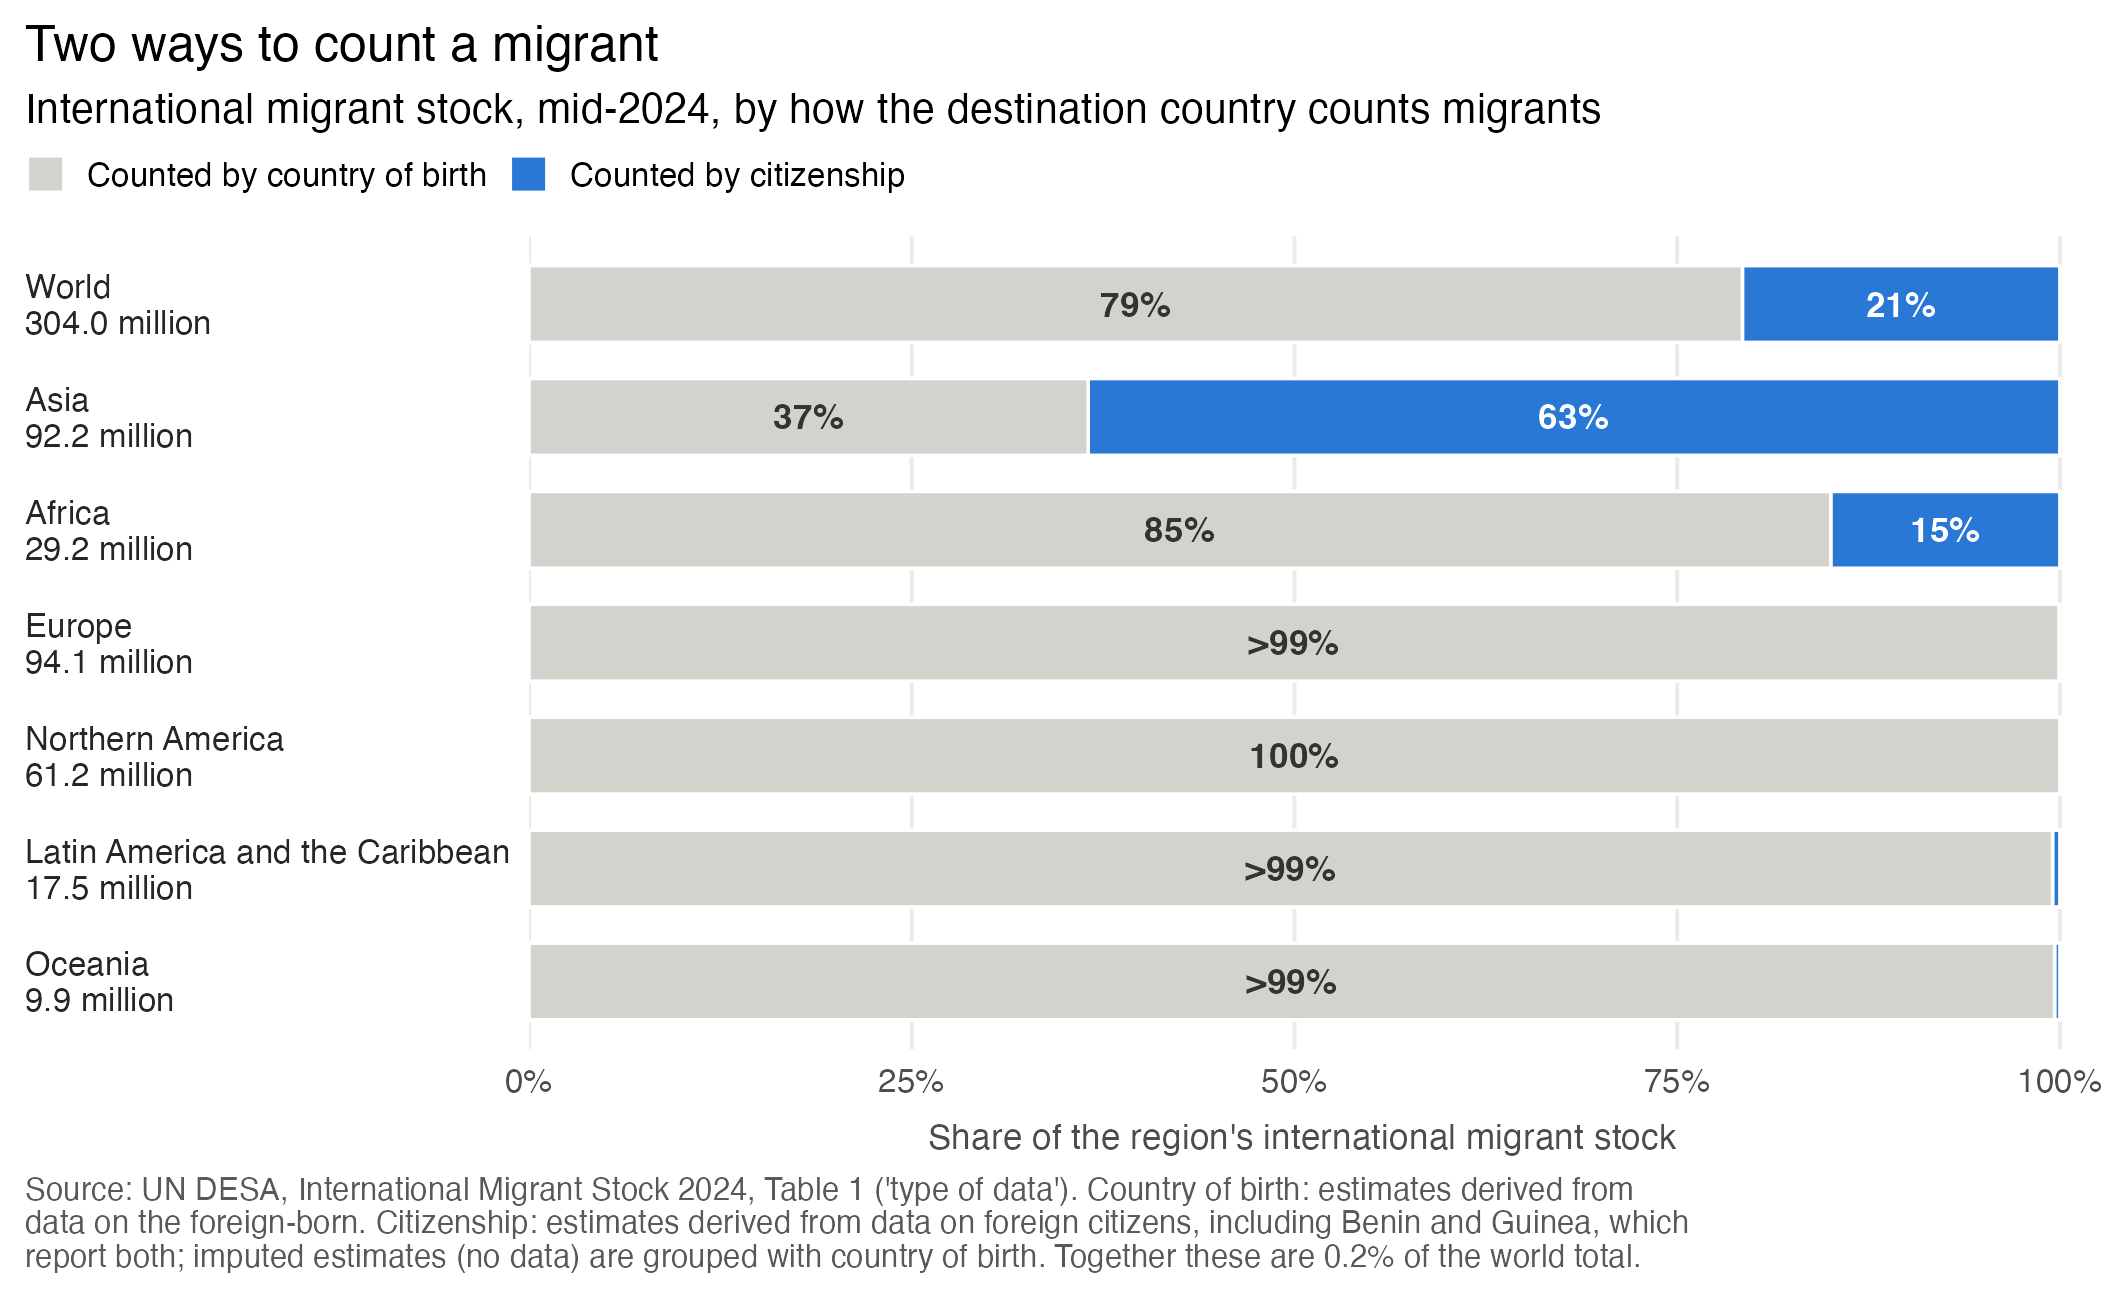 Two ways to count a migrant
International migrant stock, mid-2024, by how the destination country counts migrants
Counted by country of birth
Counted by citizenship
World
304.0 million
79%
21%
Asia
92.2 million
37%
63%
Africa
29.2 million
85%
15%
Europe
94.1 million
>99%
Northern America
61.2 million
100%
Latin America and the Caribbean
17.5 million
>99%
Oceania
9.9 million
>99%
0%
25%
50%
75%
100%
Share of the region's international migrant stock
Source: UN DESA, International Migrant Stock 2024, Table 1 ('type of data'). Country of birth: estimates derived from
data on the foreign-born. Citizenship: estimates derived from data on foreign citizens, including Benin and Guinea, which
report both; imputed estimates (no data) are grouped with country of birth. Together these are 0.2% of the world total.